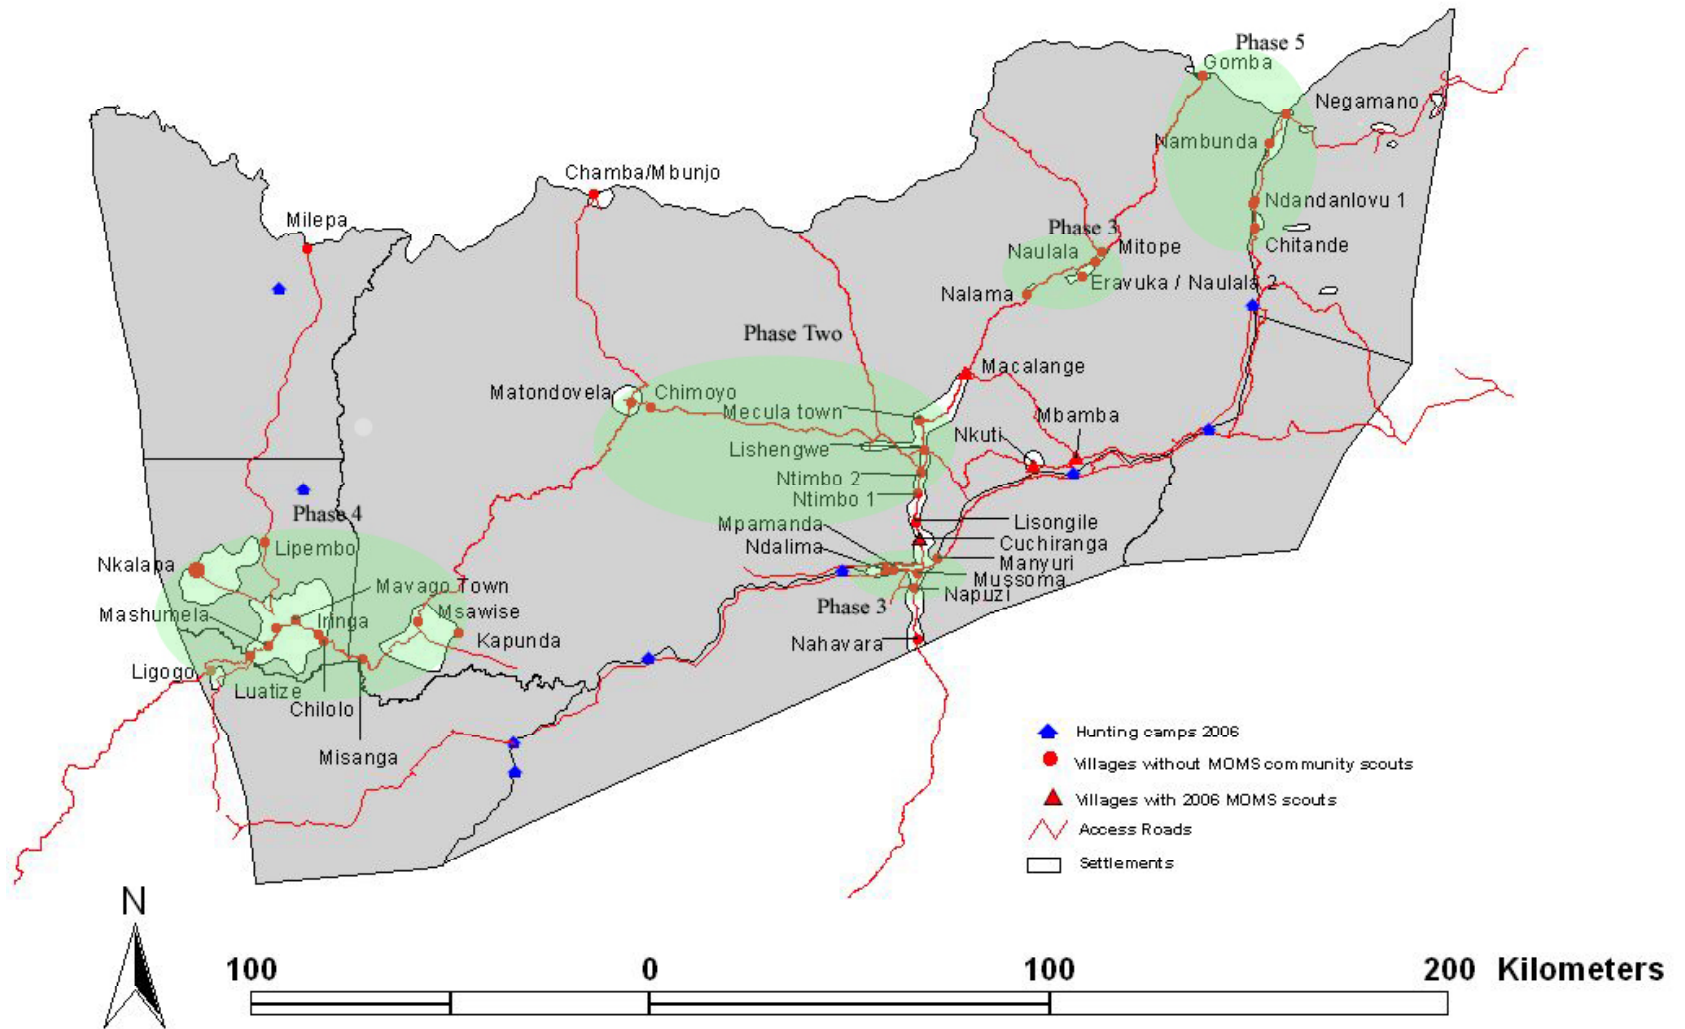 Phase 5
Gomba
Negamano
Nambunda
Chamba/Mbunjo
Ndandanlovu 1
Milepa
Phase 3
Chitande
Naulala
Mitope
Eravuka / Naulala 2
Nalama
Phase Two
Macalange
Matondovela
Chimoyo
Mecula town
Mbamba
Nkuti
Lishengwe
Ntimbo 2
Ntimbo 1
Phase 4
Mpamanda
Lisongile
Lipembo
Ndalima
Cuchiranga
Nkalapa
Manyuri
Mavago Town
Mussoma
Napuzi
Mashumela
Iringa
Msawise
Phase 3
Kapunda
Nahavara
Ligogo
Luatize
Chilolo
Misanga
Hunting camps 2006
Villages without MOMS community scouts
Villages with 2006 MOMS scouts
Access Roads
Settlements
N
100 0 100 200 Kilometers